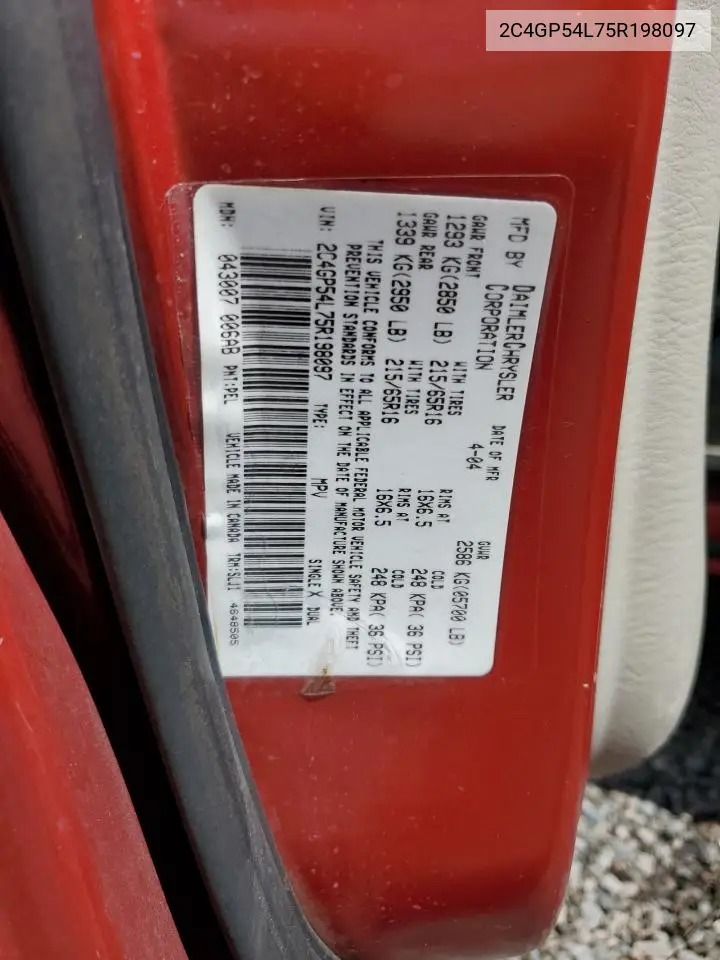 2C4GP54L75R198097
MFD BY DAIMLERCHRYSLER CORPORATION
DATE OF MFR 4-04
GVWR 2586 KG(05700 LB)
GAWR FRONT WITH TIRES RIMS AT COLD
1293 KG(2850 LB) 215/65R16 16X6.5 248 KPA( 36 PSI)
GAWR REAR WITH TIRES RIMS AT COLD
1339 KG(2950 LB) 215/65R16 16X6.5 248 KPA( 36 PSI)
THIS VEHICLE CONFORMS TO ALL APPLICABLE FEDERAL MOTOR VEHICLE SAFETY AND THEFT
PREVENTION STANDARDS IN EFFECT ON THE DATE OF MANUFACTURE SHOWN ABOVE.
VIN: 2C4GP54L75R198097 TYPE: MPV SINGLE X DUAL
MDH: 043007 006AB PNT:PEL VEHICLE MADE IN CANADA TRM:SLJ1 4648505